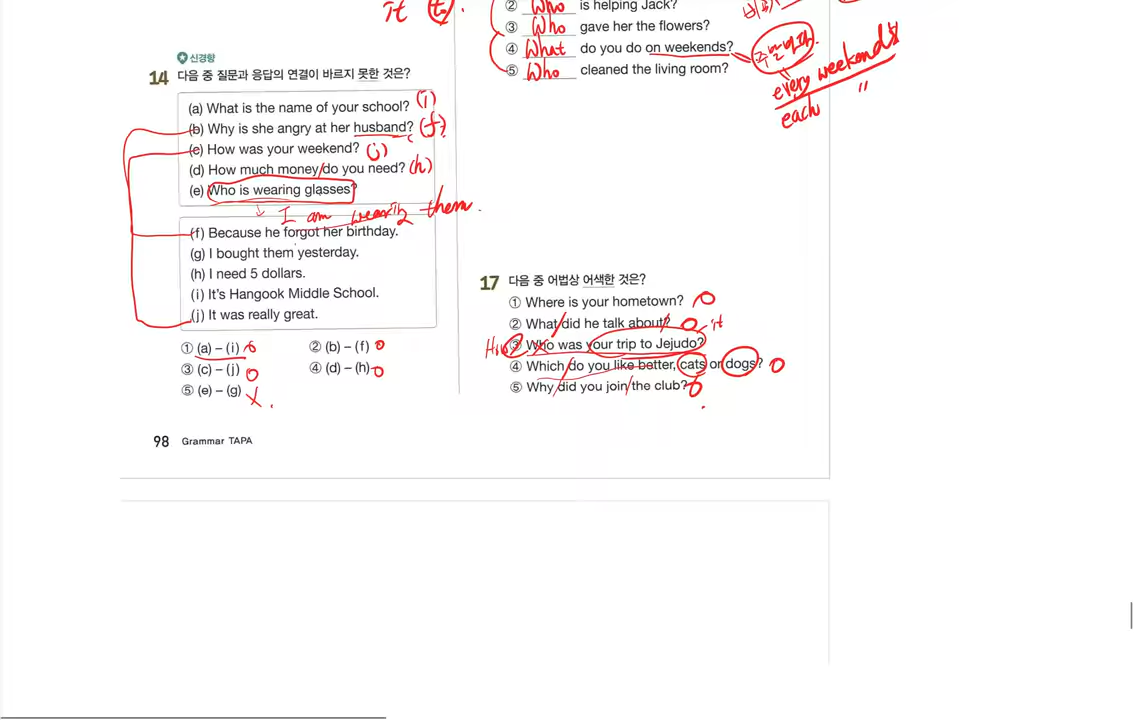 it (to).
신경향
14 다음 중 질문과 응답의 연결이 바르지 못한 것은?
(a) What is the name of your school? (i)
(b) Why is she angry at her husband? (f)
(c) How was your weekend? (j)
(d) How much money/do you need? (h)
(e) Who is wearing glasses?
I am wearing them.
(f) Because he forgot her birthday.
(g) I bought them yesterday.
(h) I need 5 dollars.
(i) It's Hangook Middle School.
(j) It was really great.
① (a) – (i) o
② (b) – (f) o
③ (c) – (j) o
④ (d) – (h) o
⑤ (e) – (g) X
98 Grammar TAPA
② Who is helping Jack?
③ Who gave her the flowers?
④ What do you do on weekends?
⑤ Who cleaned the living room?
주말마다
every weekend
each "
17 다음 중 어법상 어색한 것은?
① Where is your hometown? o
② What/did he talk about? o
it
How ③ Who was your trip to Jejudo?
④ Which/do you like better, cats or dogs? o
⑤ Why/did you join/the club? o